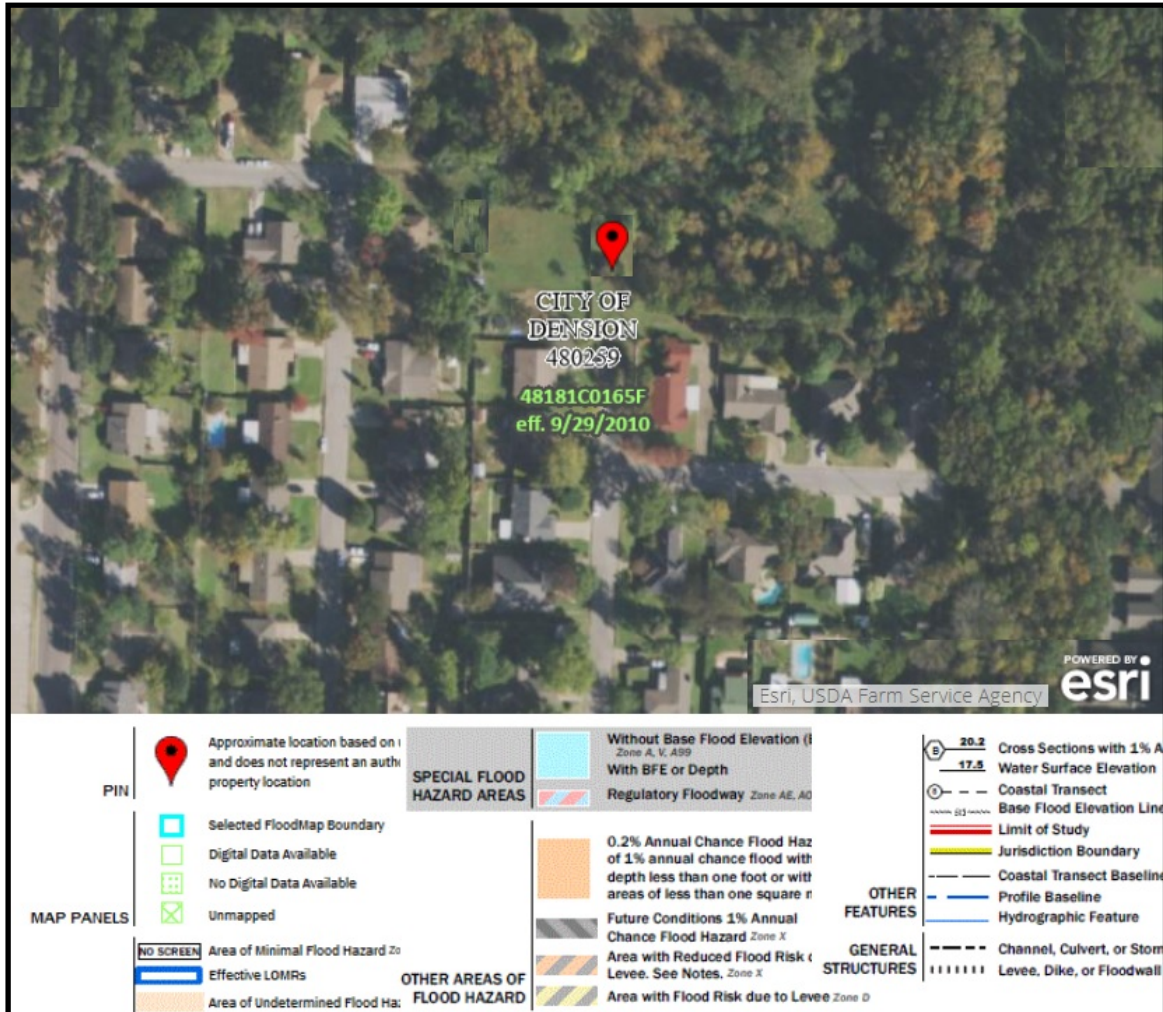 CITY OF
DENSION
480259
48181C0165F
eff. 9/29/2010
POWERED BY
esri
Esri, USDA Farm Service Agency
PIN
Approximate location based on
and does not represent an
property location
MAP PANELS
Selected FloodMap Boundary
Digital Data Available
No Digital Data Available
Unmapped
NO SCREEN Area of Minimal Flood Hazard
Effective LOMRs
Area of Undetermined Flood
SPECIAL FLOOD
HAZARD AREAS
Without Base Flood Elevation
Zone A, V, A99
With BFE or Depth
Regulatory Floodway Zone AE,
OTHER AREAS OF
FLOOD HAZARD
0.2% Annual Chance Flood
of 1% annual chance flood with
depth less than one foot or
areas of less than one square
Future Conditions 1% Annual
Chance Flood Hazard Zone X
Area with Reduced Flood Risk
Levee. See Notes. Zone X
Area with Flood Risk due to Levee Zone D
OTHER
FEATURES
B 20.2 Cross Sections with 1%
17.5 Water Surface Elevation
8 Coastal Transect
513 Base Flood Elevation Line
Limit of Study
Jurisdiction Boundary
Coastal Transect Baseline
Profile Baseline
Hydrographic Feature
GENERAL
STRUCTURES
Channel, Culvert, or
Levee, Dike, or Floodwall